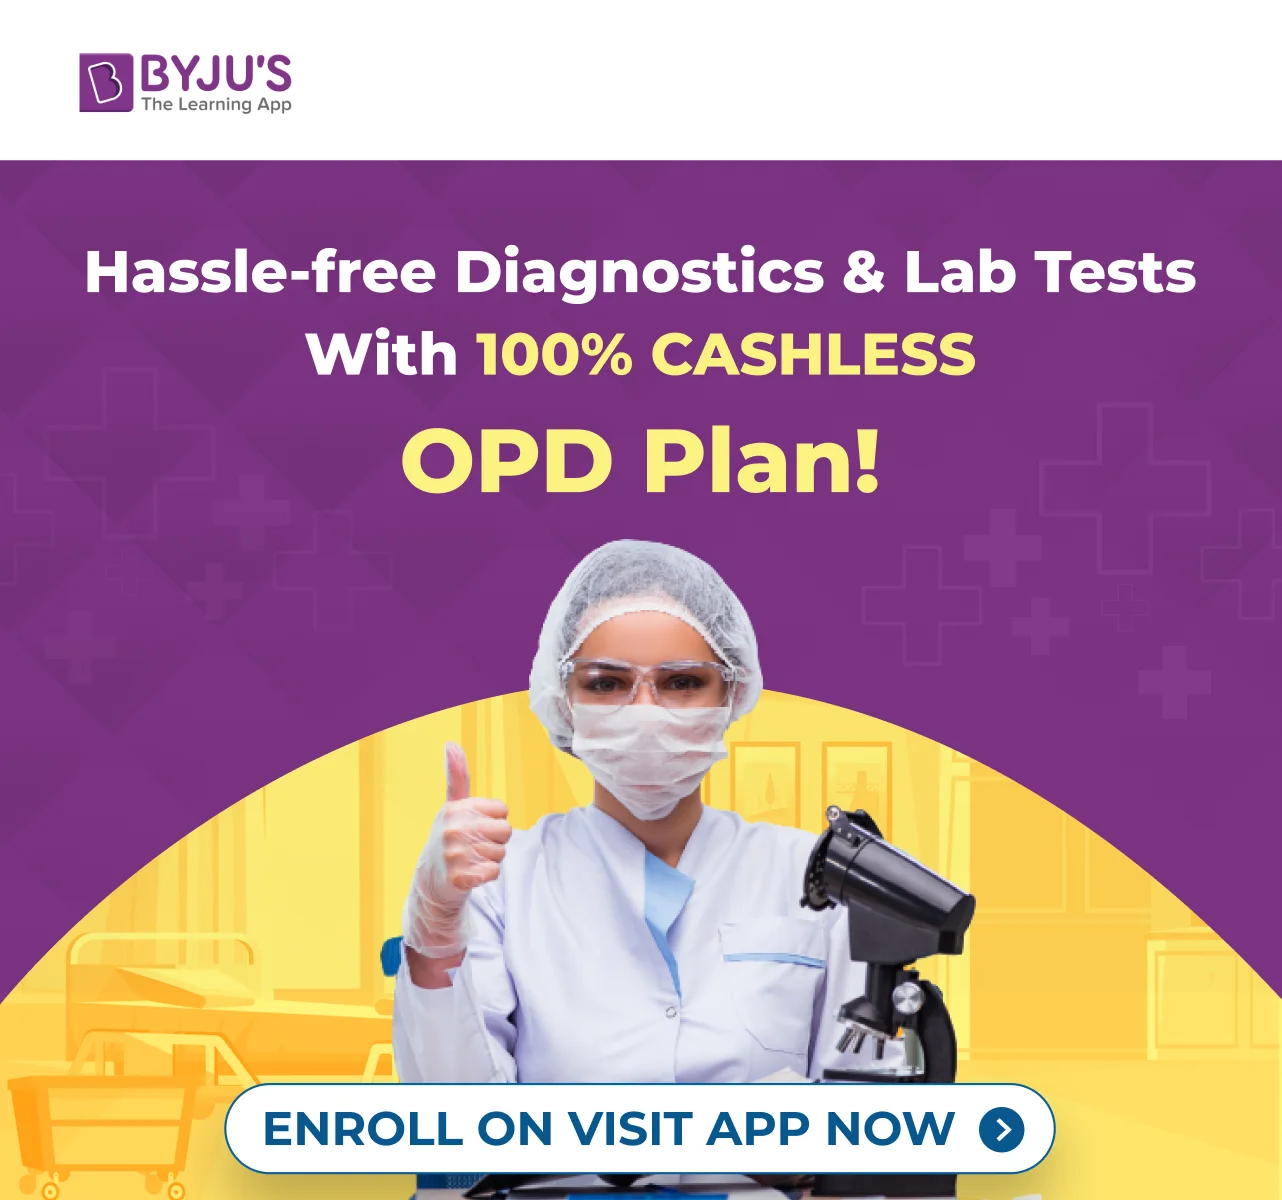 BYJU'S
The Learning App
Hassle-free Diagnostics & Lab Tests
With 100% CASHLESS
OPD Plan!
ENROLL ON VISIT APP NOW